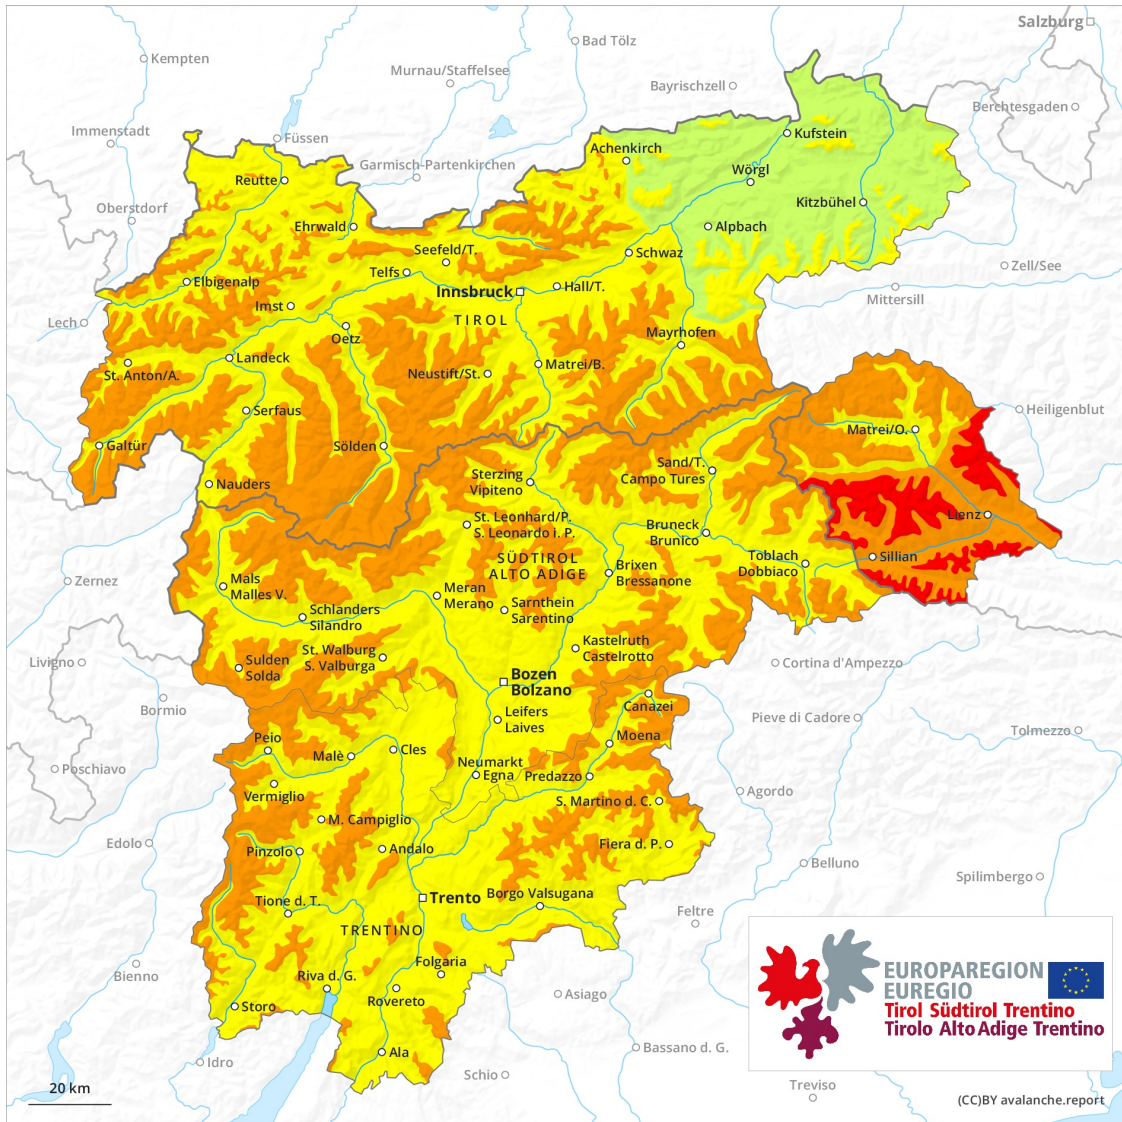 Salzburg
Bad Tölz
Kempten
Murnau/Staffelsee
Bayrischzell
Berchtesgaden
Immenstadt
Füssen
Kufstein
Achenkirch
Garmisch-Partenkirchen
Wörgl
Reutte
Kitzbühel
Oberstdorf
Ehrwald
Alpbach
Seefeld/T.
Schwaz
Telfs
Zell/See
Elbigenalp
Innsbruck
Hall/T.
Mittersill
Imst
TIROL
Lech
Oetz
Mayrhofen
Landeck
Matrei/B.
St. Anton/A.
Neustift/St.
Serfaus
Heiligenblut
Matrei/O.
Galtür
Sölden
Sand/T.
Campo Tures
Sterzing
Vipiteno
Nauders
Lienz
St. Leonhard/P.
S. Leonardo i. P.
Bruneck
Brunico
SÜDTIROL
ALTO ADIGE
Toblach
Dobbiaco
Sillian
Brixen
Bressanone
Zernez
Mals
Malles V.
Meran
Merano
Sarnthein
Sarentino
Schlanders
Silandro
Kastelruth
Castelrotto
St. Walburg
S. Valburga
Livigno
Sulden
Solda
Cortina d'Ampezzo
Bozen
Bolzano
Bormio
Canazei
Leifers
Laives
Pieve di Cadore
Tolmezzo
Moena
Peio
Cles
Malè
Neumarkt
Egna
Predazzo
Poschiavo
Vermiglio
Agordo
S. Martino d. C.
M. Campiglio
Edolo
Pinzolo
Andalo
Fiera d. P.
Belluno
Spilimbergo
Tione d. T.
Trento
Borgo Valsugana
Feltre
TRENTINO
Folgaria
Bienno
Riva d. G.
Rovereto
Asiago
Storo
EUROPAREGION
EUREGIO
Tirol Südtirol Trentino
Tirolo Alto Adige Trentino
Ala
Idro
Bassano d. G.
Schio
Treviso
20 km
(CC)BY avalanche.report